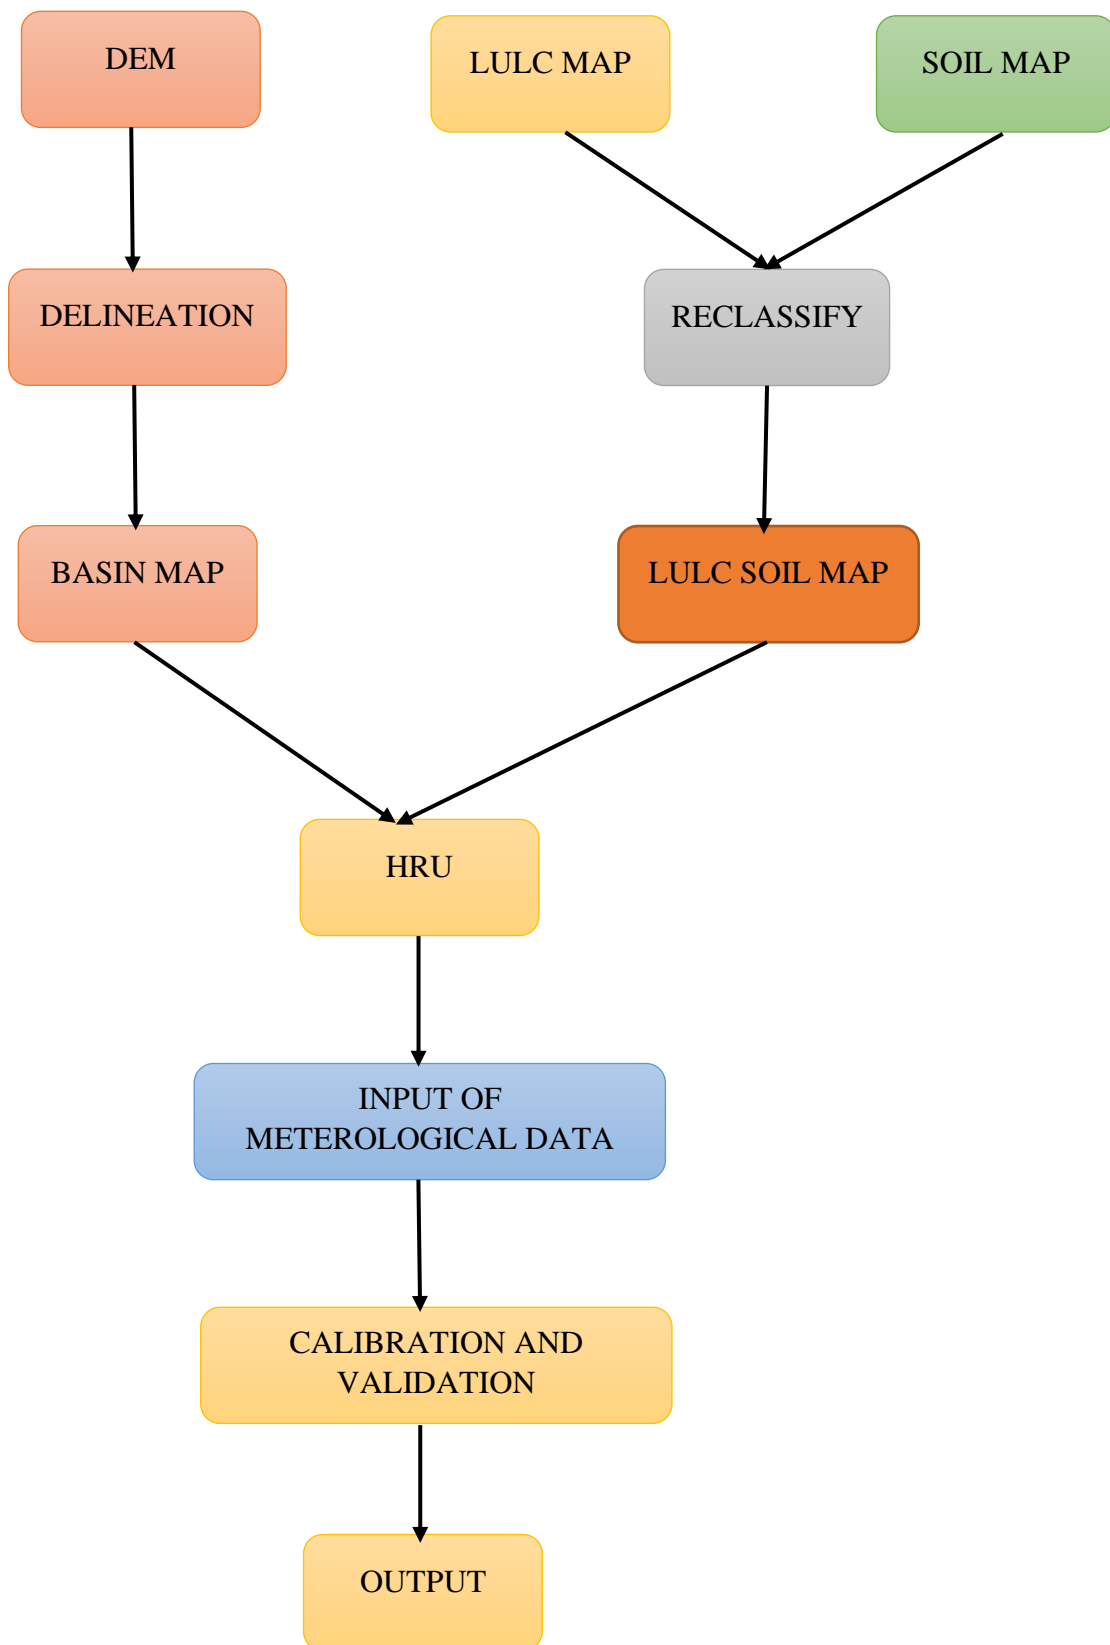 DEM
LULC MAP
SOIL MAP
DELINEATION
RECLASSIFY
BASIN MAP
LULC SOIL MAP
HRU
INPUT OF
METEROLOGICAL DATA
CALIBRATION AND
VALIDATION
OUTPUT